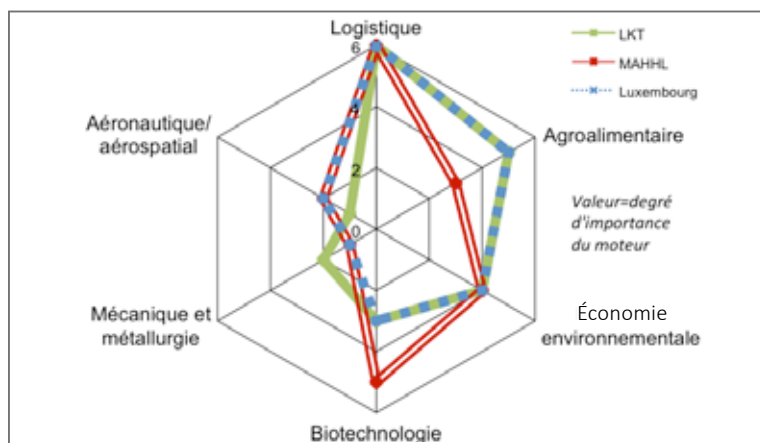 Logistique
6
LKT
MAHHL
Luxembourg
4
Aéronautique/
aérospatial
Agroalimentaire
2
Valeur=degré
d'importance
du moteur
0
Mécanique et
métallurgie
Économie
environnementale
Biotechnologie